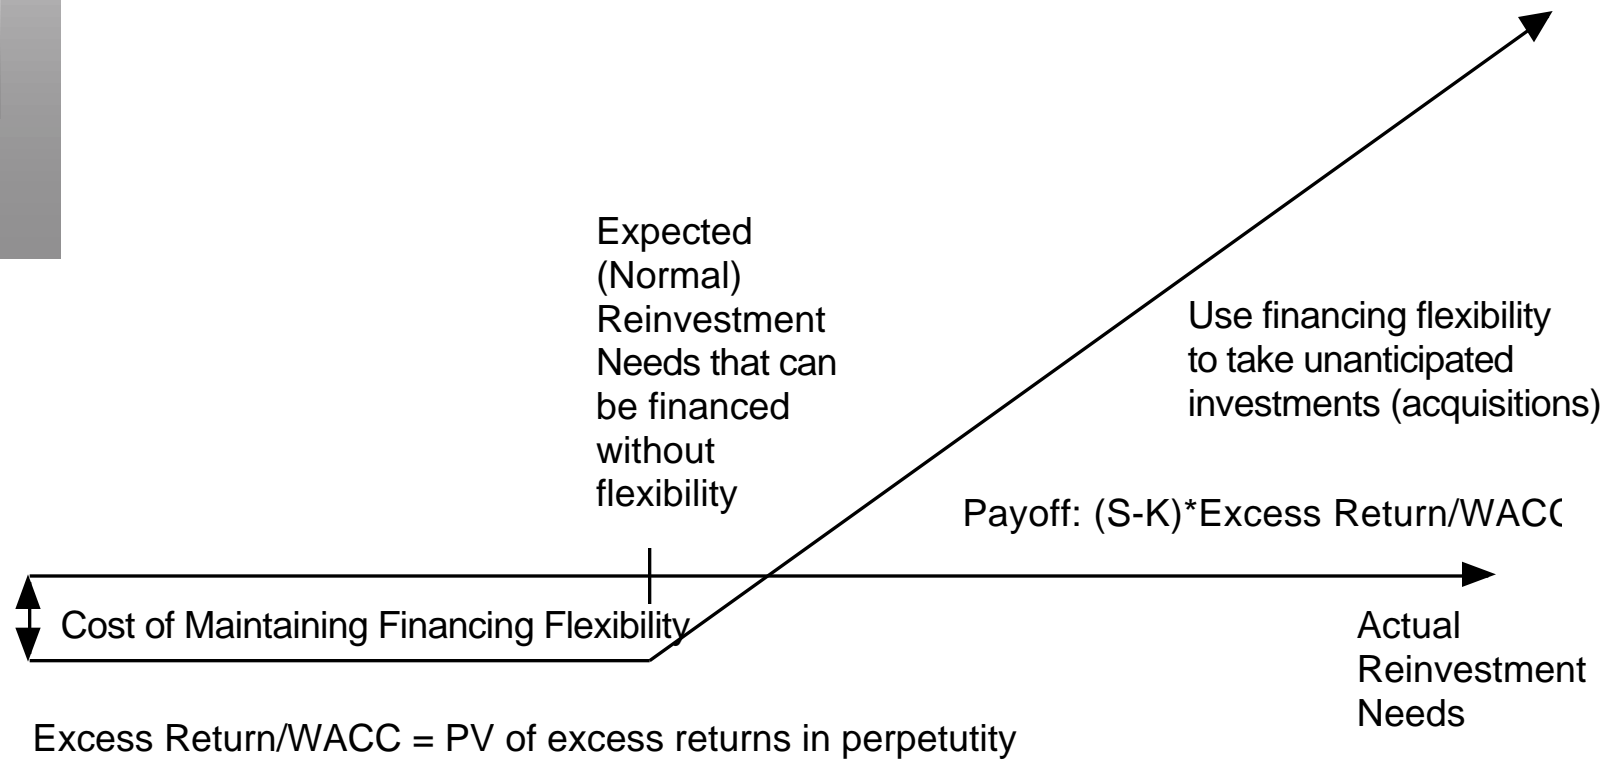 Expected
(Normal)
Reinvestment
Needs that can
be financed
without
flexibility
Use financing flexibility
to take unanticipated
investments (acquisitions)
Payoff: (S-K)*Excess Return/WACC
Cost of Maintaining Financing Flexibility
Actual
Reinvestment
Needs
Excess Return/WACC = PV of excess returns in perpetutity